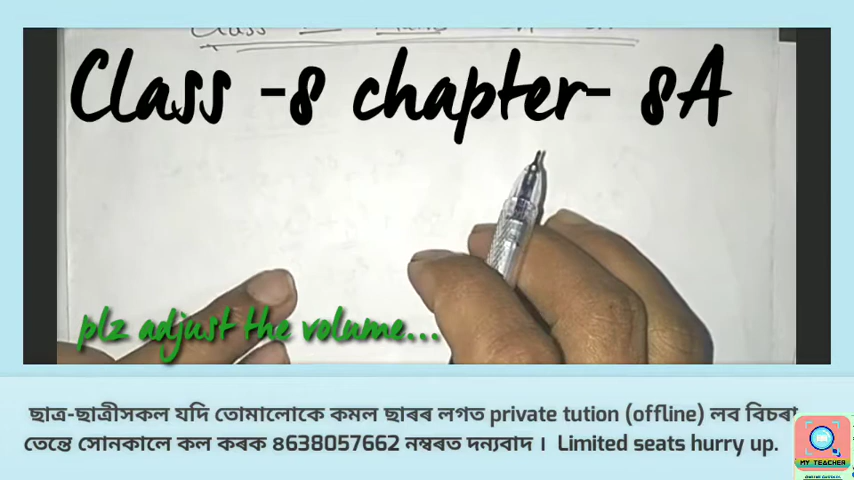 Class -8 chapter- 8A
plz adjust the volume...
ছাত্ৰ-ছাত্ৰীসকল যদি তোমালোকে কমল ছাৰৰ লগত private tution (offline) লব বিচৰা
তেন্তে সোনকালে কল কৰক ৪638057662 নম্বৰত দন্যবাদ । Limited seats hurry up.
MY TEACHER